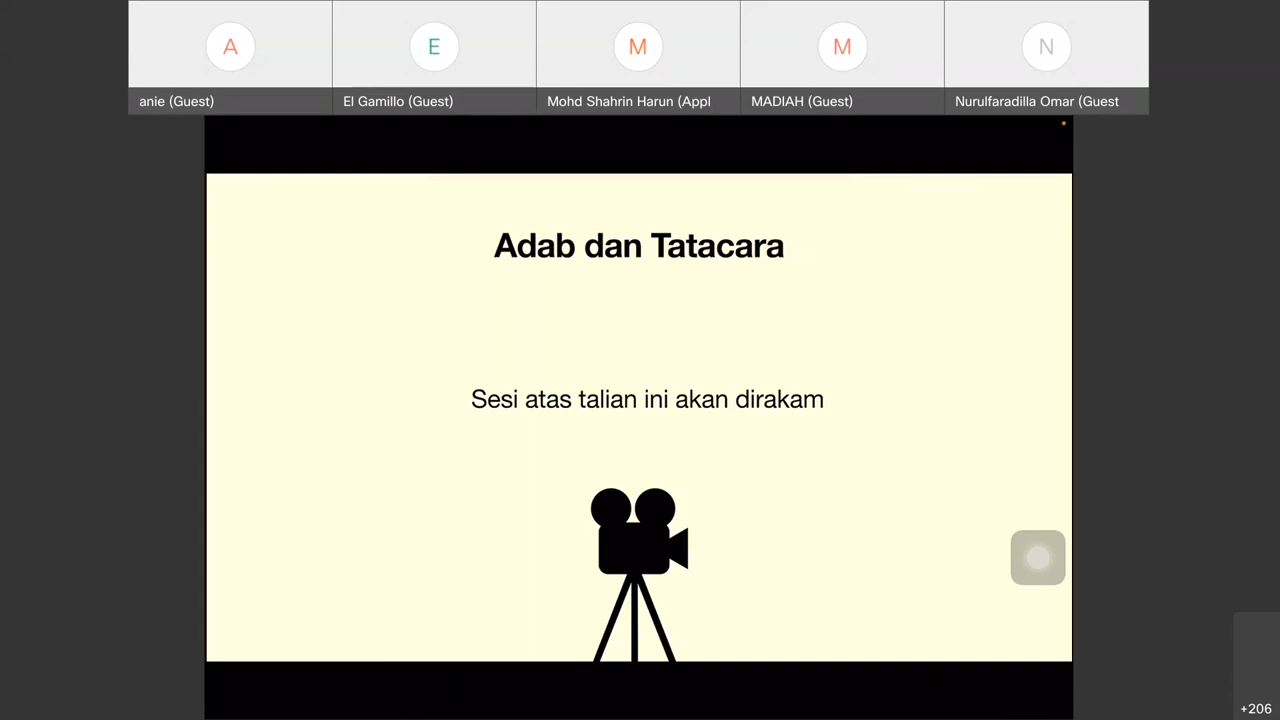 A
E
M
M
N
anie (Guest)
El Gamillo (Guest)
Mohd Shahrin Harun (Appl
MADIAH (Guest)
Nurulfaradilla Omar (Guest
Adab dan Tatacara
Sesi atas talian ini akan dirakam
+206